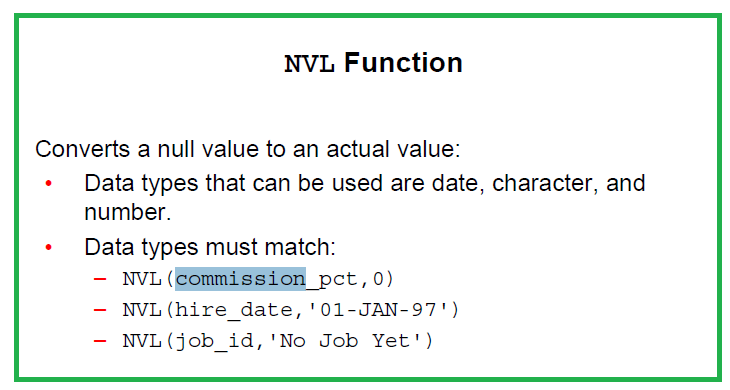 NVL Function
Converts a null value to an actual value:
• Data types that can be used are date, character, and
number.
• Data types must match:
– NVL(commission_pct,0)
– NVL(hire_date,'01-JAN-97')
– NVL(job_id,'No Job Yet')